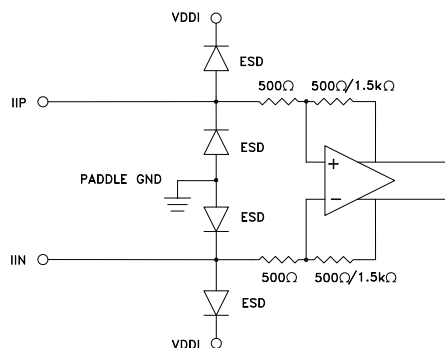 VDDI
ESD
500Ω 500Ω/1.5kΩ
IIP
ESD
+
PADDLE GND
−
ESD
IIN
500Ω 500Ω/1.5kΩ
ESD
VDDI